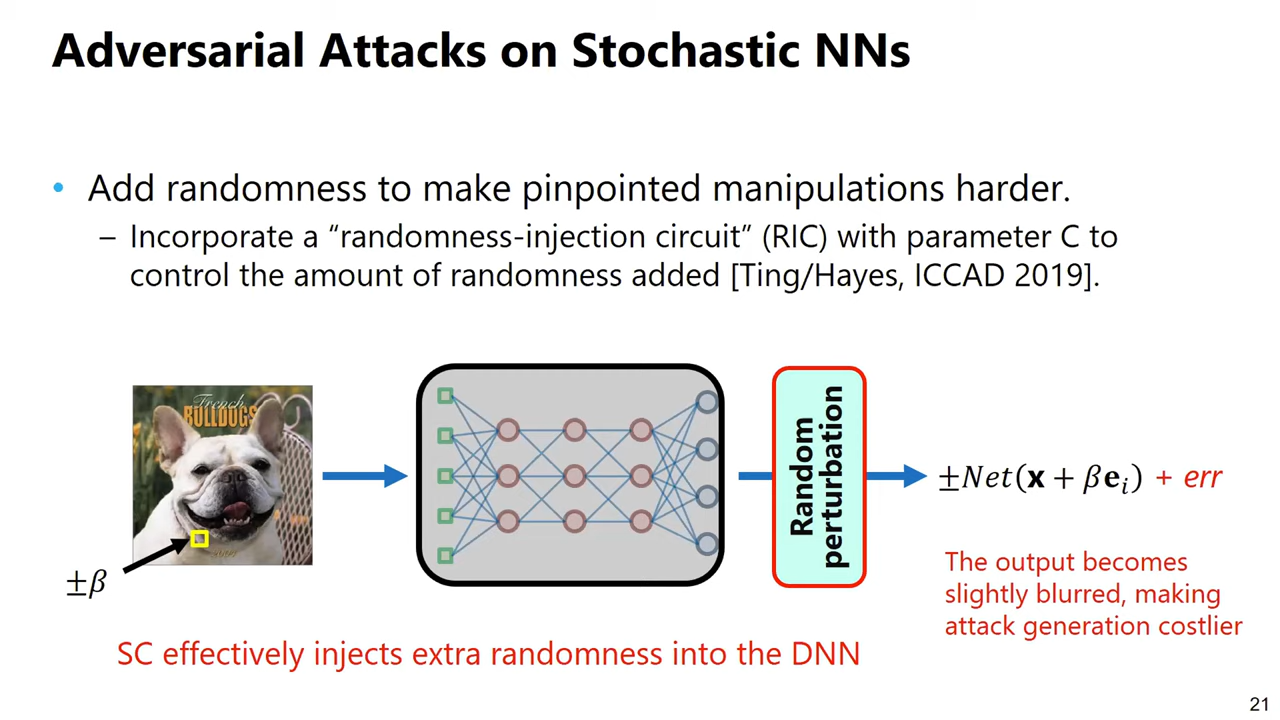 Adversarial Attacks on Stochastic NNs
• Add randomness to make pinpointed manipulations harder.
– Incorporate a “randomness-injection circuit” (RIC) with parameter C to
control the amount of randomness added [Ting/Hayes, ICCAD 2019].
French
BULLDOGS
±β
Random
perturbation
±Net(x + βeᵢ) + err
The output becomes
slightly blurred, making
attack generation costlier
SC effectively injects extra randomness into the DNN
21